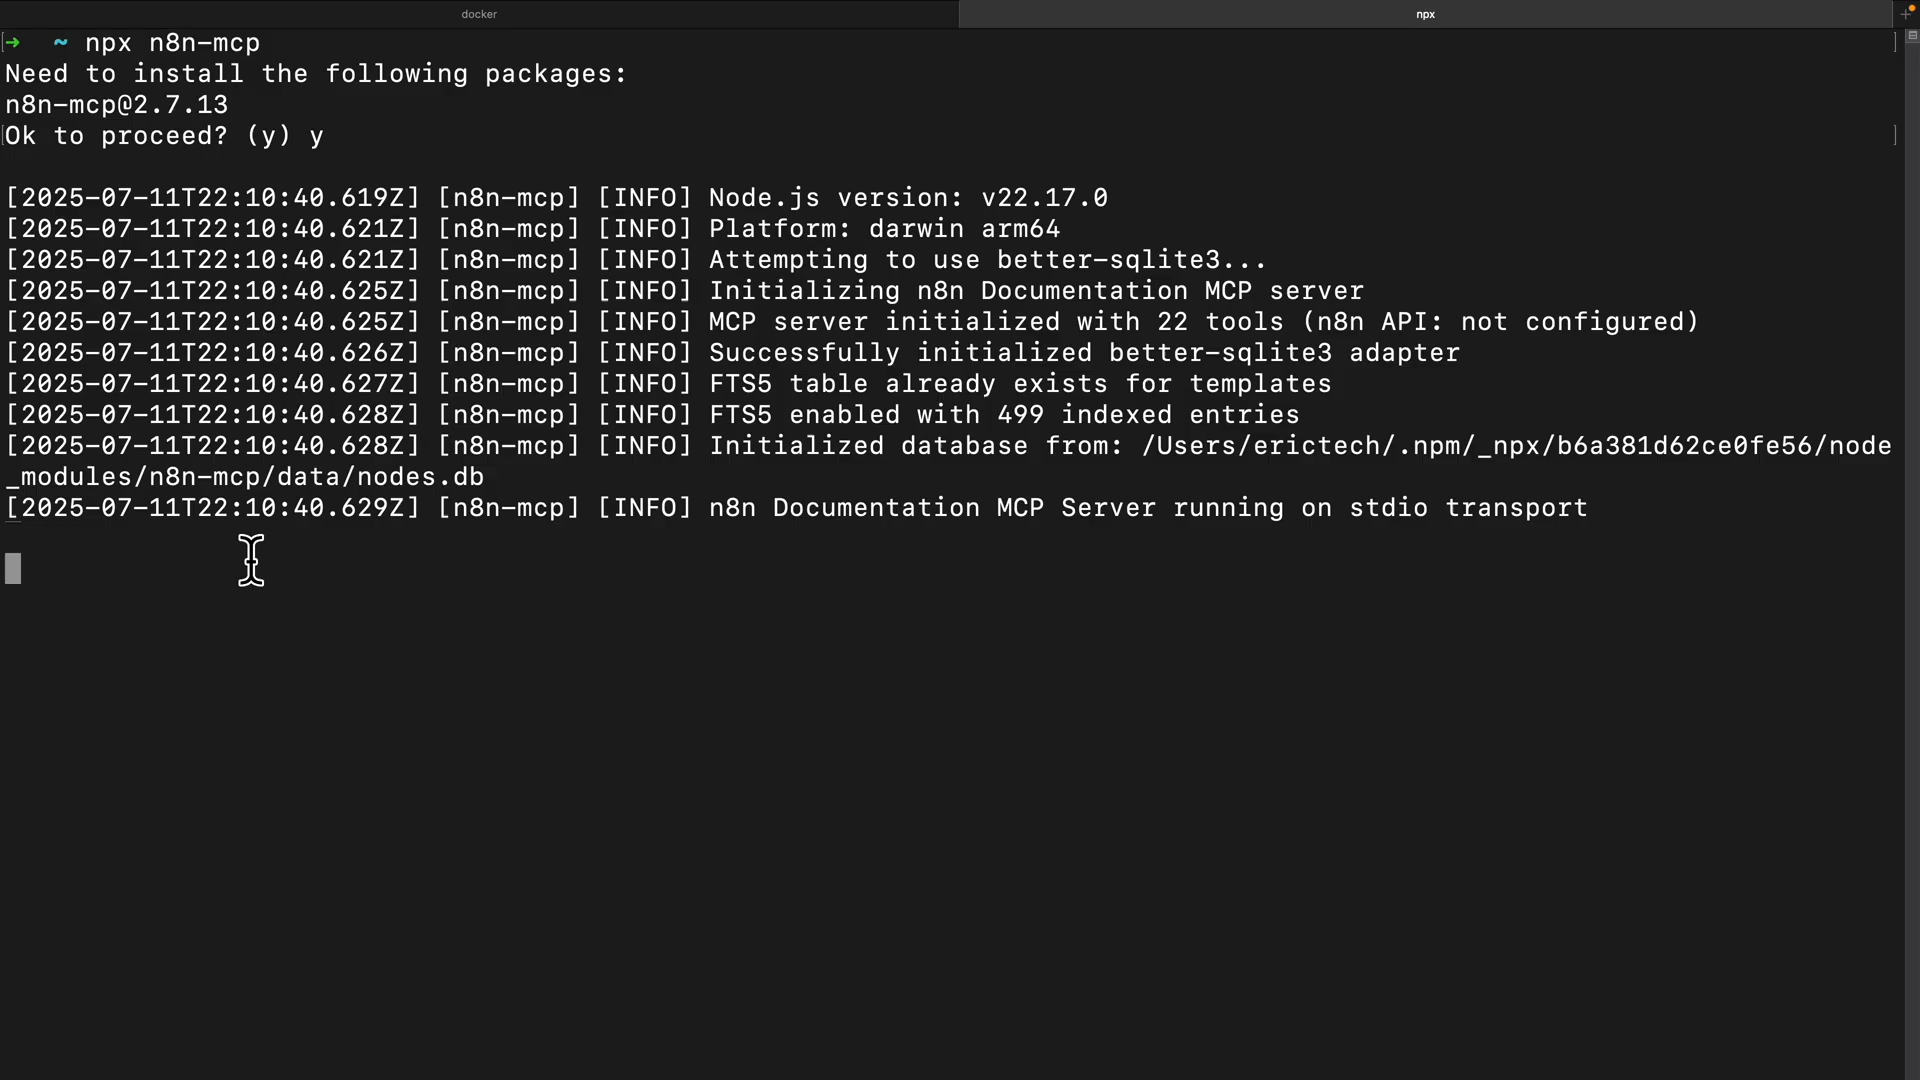 docker
npx
➜ ~ npx n8n-mcp
Need to install the following packages:
n8n-mcp@2.7.13
Ok to proceed? (y) y
[2025-07-11T22:10:40.619Z] [n8n-mcp] [INFO] Node.js version: v22.17.0
[2025-07-11T22:10:40.621Z] [n8n-mcp] [INFO] Platform: darwin arm64
[2025-07-11T22:10:40.621Z] [n8n-mcp] [INFO] Attempting to use better-sqlite3...
[2025-07-11T22:10:40.625Z] [n8n-mcp] [INFO] Initializing n8n Documentation MCP server
[2025-07-11T22:10:40.625Z] [n8n-mcp] [INFO] MCP server initialized with 22 tools (n8n API: not configured)
[2025-07-11T22:10:40.626Z] [n8n-mcp] [INFO] Successfully initialized better-sqlite3 adapter
[2025-07-11T22:10:40.627Z] [n8n-mcp] [INFO] FTS5 table already exists for templates
[2025-07-11T22:10:40.628Z] [n8n-mcp] [INFO] FTS5 enabled with 499 indexed entries
[2025-07-11T22:10:40.628Z] [n8n-mcp] [INFO] Initialized database from: /Users/erictech/.npm/_npx/b6a381d62ce0fe56/node
_modules/n8n-mcp/data/nodes.db
[2025-07-11T22:10:40.629Z] [n8n-mcp] [INFO] n8n Documentation MCP Server running on stdio transport